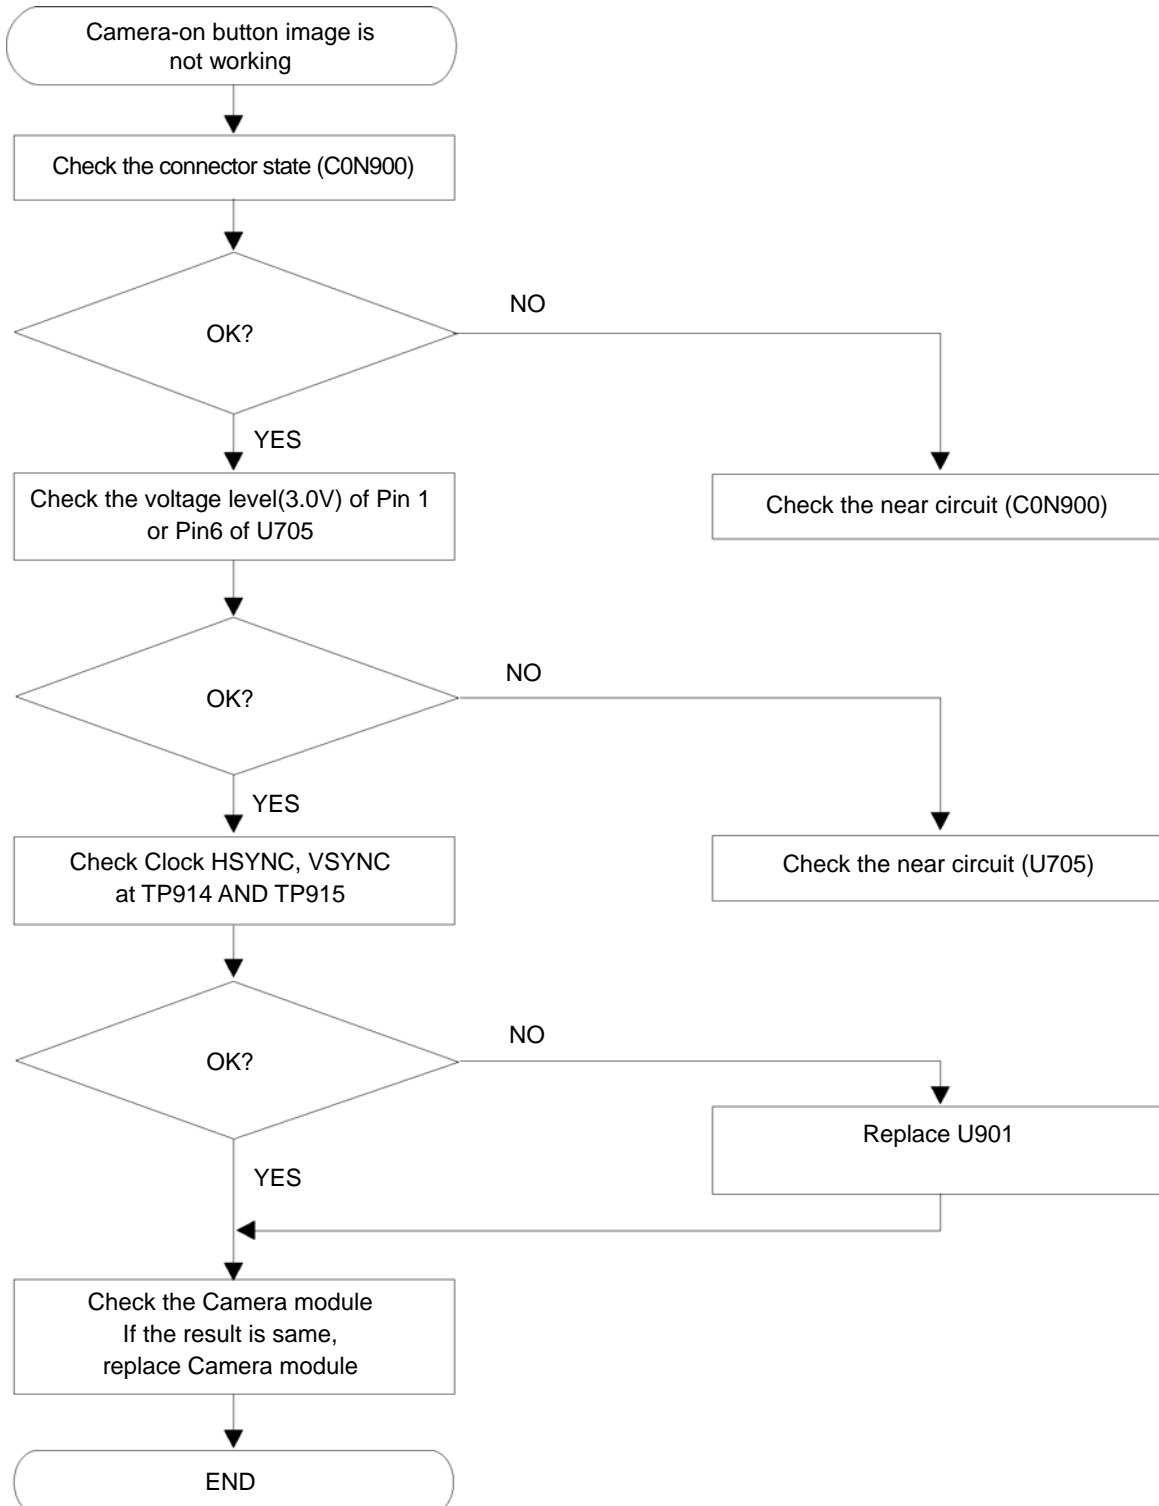 Camera-on button image is
not working
Check the connector state (C0N900)
OK?
NO
YES
Check the voltage level(3.0V) of Pin 1
or Pin6 of U705
Check the near circuit (C0N900)
OK?
NO
YES
Check Clock HSYNC, VSYNC
at TP914 AND TP915
Check the near circuit (U705)
OK?
NO
YES
Replace U901
Check the Camera module
If the result is same,
replace Camera module
END